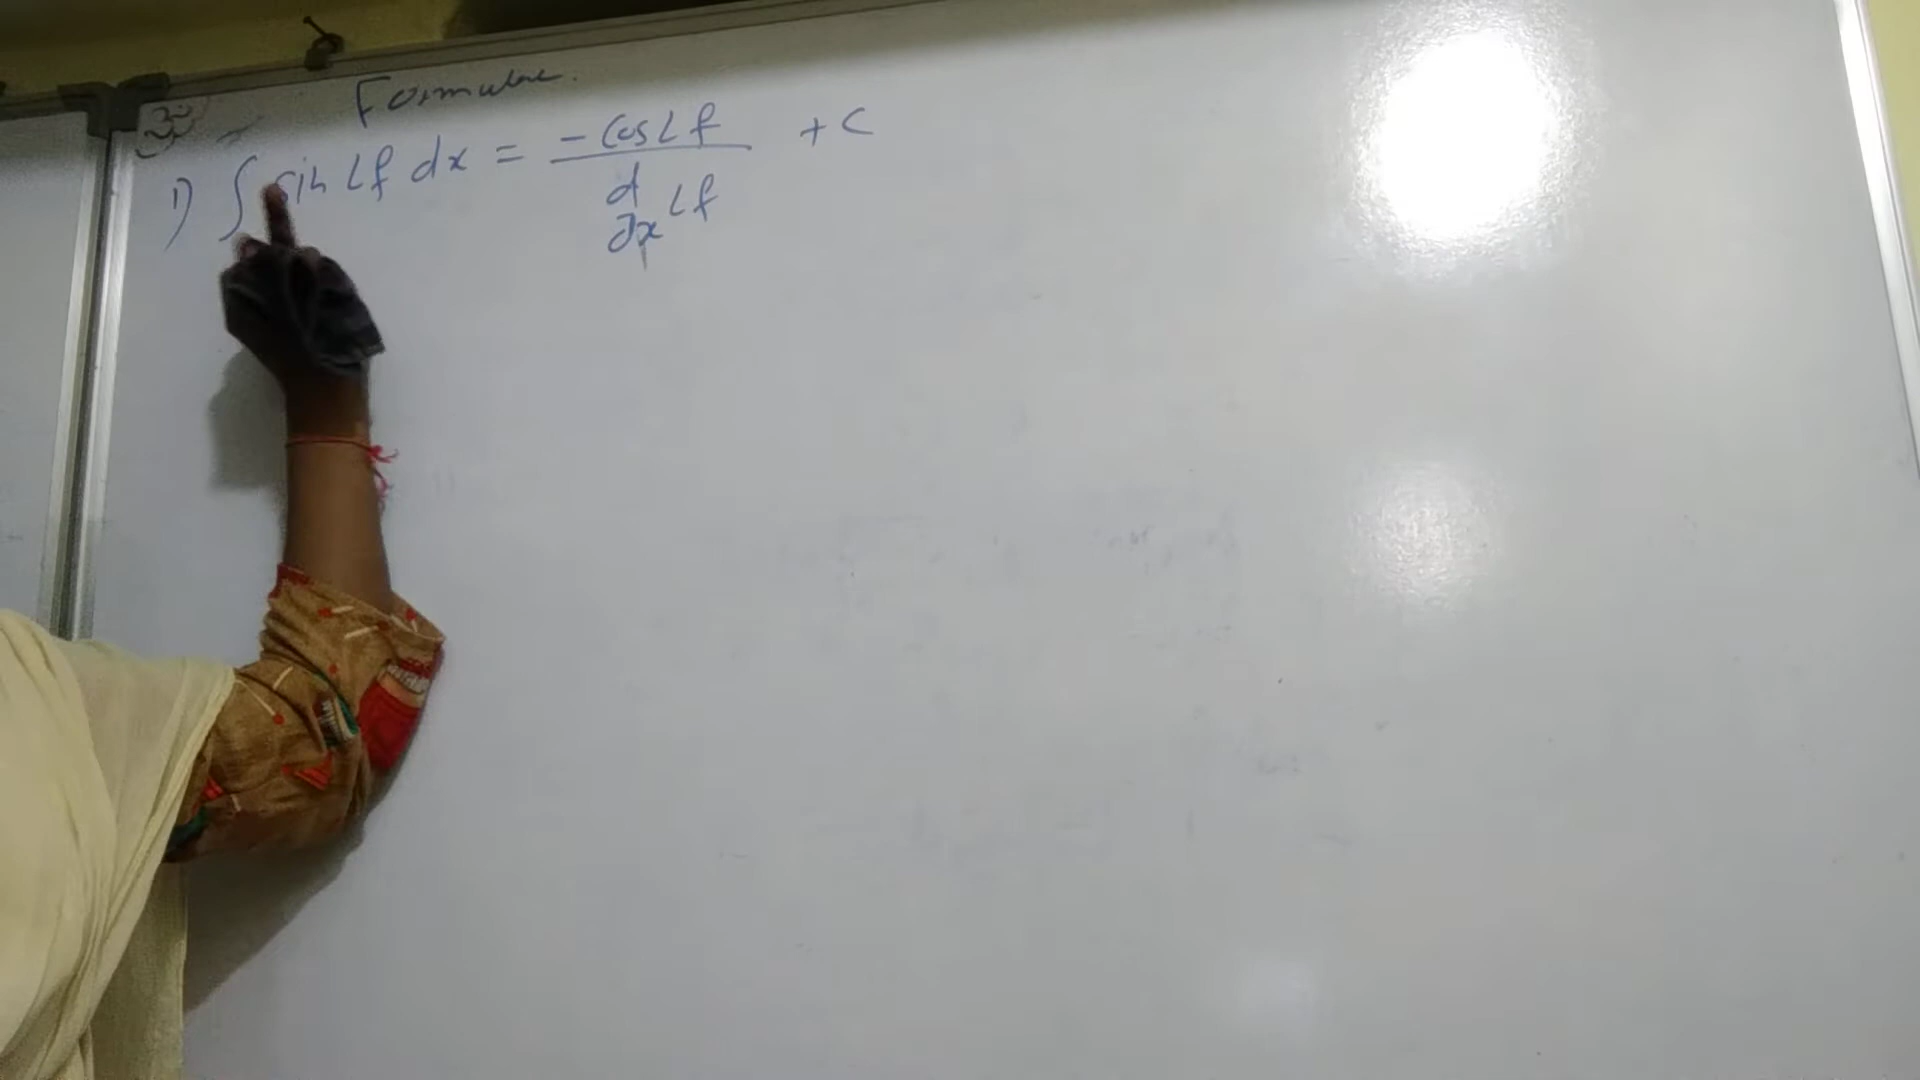 Formulae.
1) ∫ sin Lf dx = -Cos Lf / d/dx Lf + C